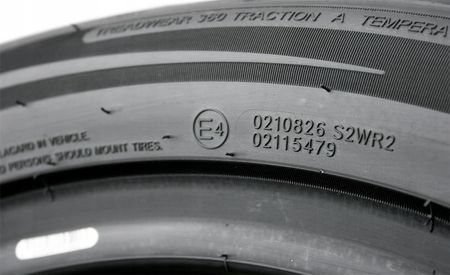 TREADWEAR 360 TRACTION A TEMPERA
E4
0210826 S2WR2
02115479
LACARD IN VEHICLE.
PERSONS SHOULD MOUNT TIRES.